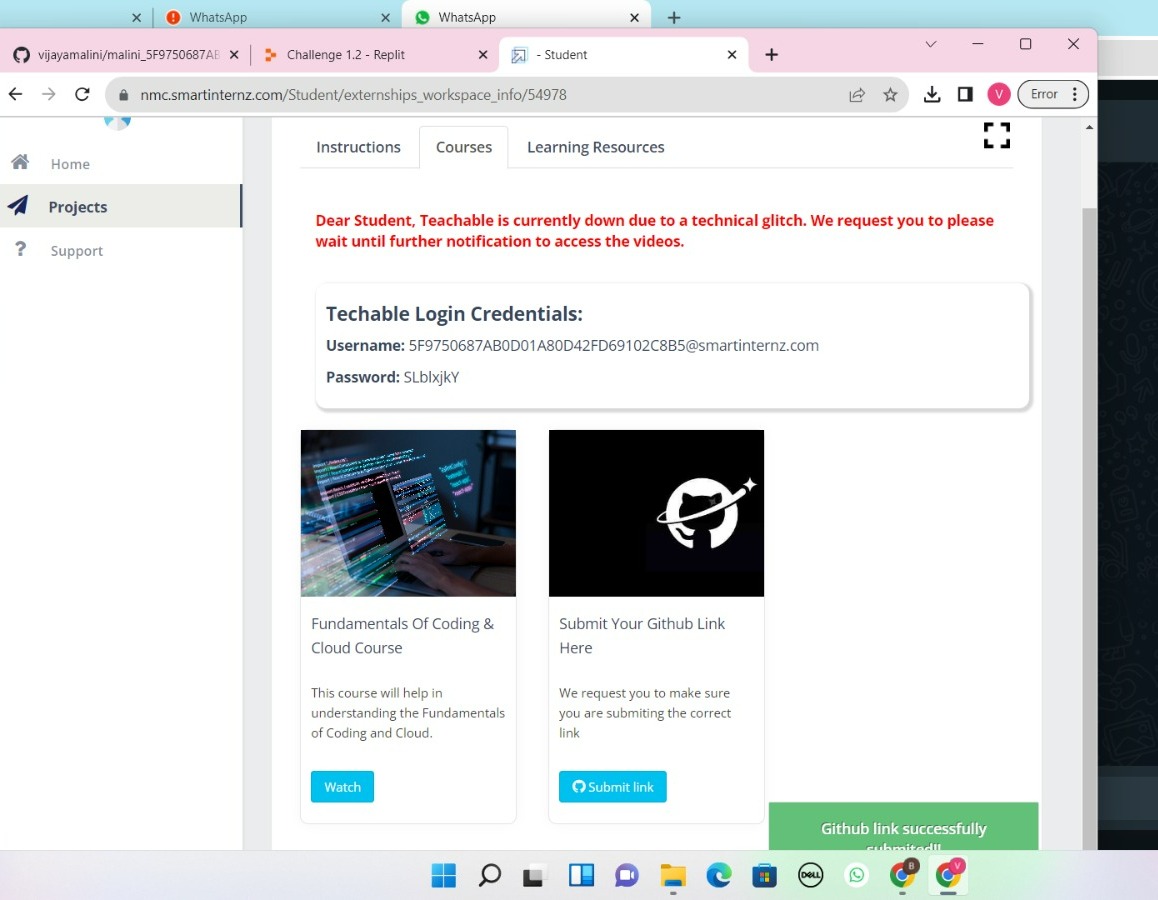 WhatsApp
WhatsApp
vijayamalini/malini_5F9750687AB
Challenge 1.2 - Replit
- Student
nmc.smartinternz.com/Student/externships_workspace_info/54978
V
Error
Home
Projects
Support
Instructions
Courses
Learning Resources
Dear Student, Teachable is currently down due to a technical glitch. We request you to please
wait until further notification to access the videos.
Techable Login Credentials:
Username: 5F9750687AB0D01A80D42FD69102C8B5@smartinternz.com
Password: SLblxjkY
Fundamentals Of Coding &
Cloud Course
This course will help in
understanding the Fundamentals
of Coding and Cloud.
Watch
Submit Your Github Link
Here
We request you to make sure
you are submiting the correct
link
Submit link
Github link successfully
submited!!
DELL
B
V